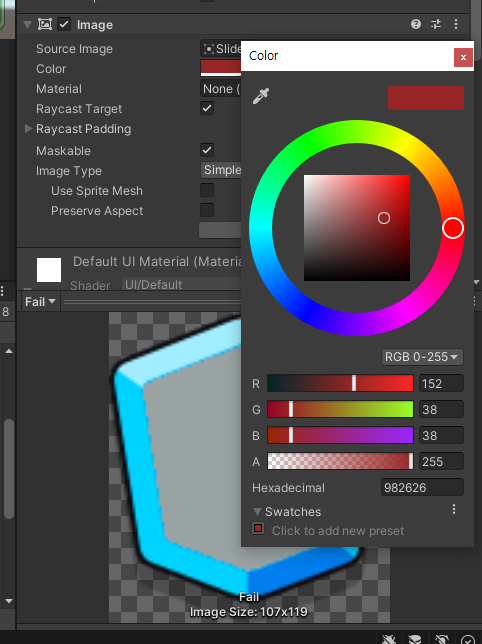 Image
Source Image
Slide
Color
Material
None (
Raycast Target
Raycast Padding
Maskable
Image Type
Simple
Use Sprite Mesh
Preserve Aspect
Default UI Material (Materia
Shader
UI/Default
Fail
8
Color
x
RGB 0-255
R
152
G
38
B
38
A
255
Hexadecimal
982626
Swatches
Click to add new preset
Fail
Image Size: 107x119